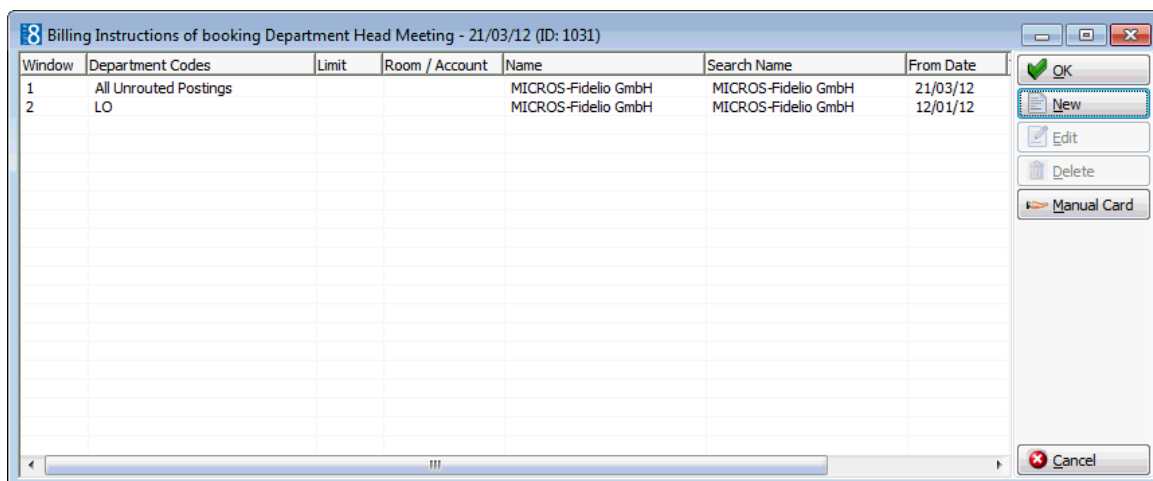 8 Billing Instructions of booking Department Head Meeting - 21/03/12 (ID: 1031)
Window Department Codes Limit Room / Account Name Search Name From Date
1 All Unrouted Postings MICROS-Fidelio GmbH MICROS-Fidelio GmbH 21/03/12
2 LO MICROS-Fidelio GmbH MICROS-Fidelio GmbH 12/01/12
OK
New
Edit
Delete
Manual Card
Cancel